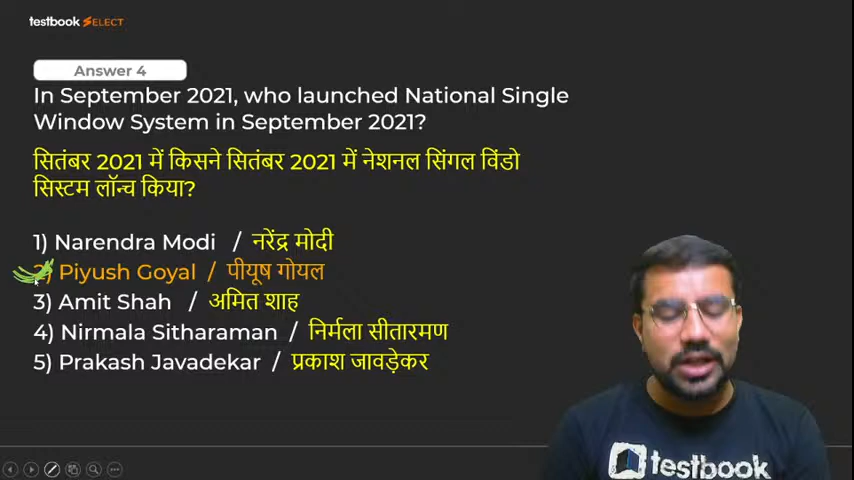 testbook SELECT
Answer 4
In September 2021, who launched National Single
Window System in September 2021?
सितंबर 2021 में किसने सितंबर 2021 में नेशनल सिंगल विंडो
सिस्टम लॉन्च किया?
1) Narendra Modi / नरेंद्र मोदी
2) Piyush Goyal / पीयूष गोयल
3) Amit Shah / अमित शाह
4) Nirmala Sitharaman / निर्मला सीतारमण
5) Prakash Javadekar / प्रकाश जावड़ेकर
testbook